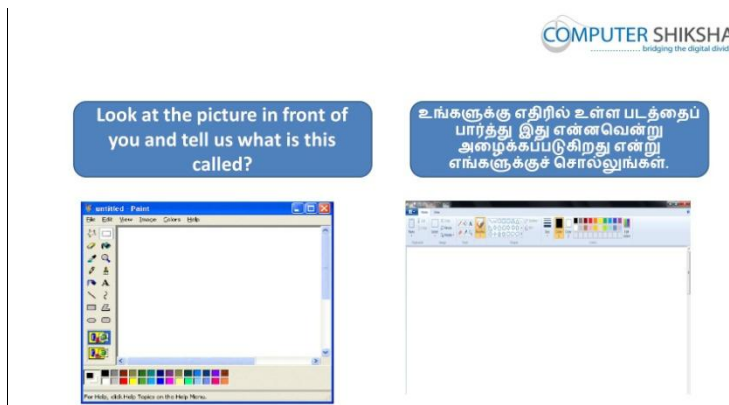 COMPUTER SHIKSHA
bridging the digital divid
Look at the picture in front of
you and tell us what is this
called?
உங்களுக்கு எதிரில் உள்ள படத்தைப்
பார்த்து இது என்னவென்று
அழைக்கப்படுகிறது என்று
எங்களுக்குச் சொல்லுங்கள்.
untitled - Paint
File Edit View Image Colors Help
For Help, click Help Topics on the Help Menu.